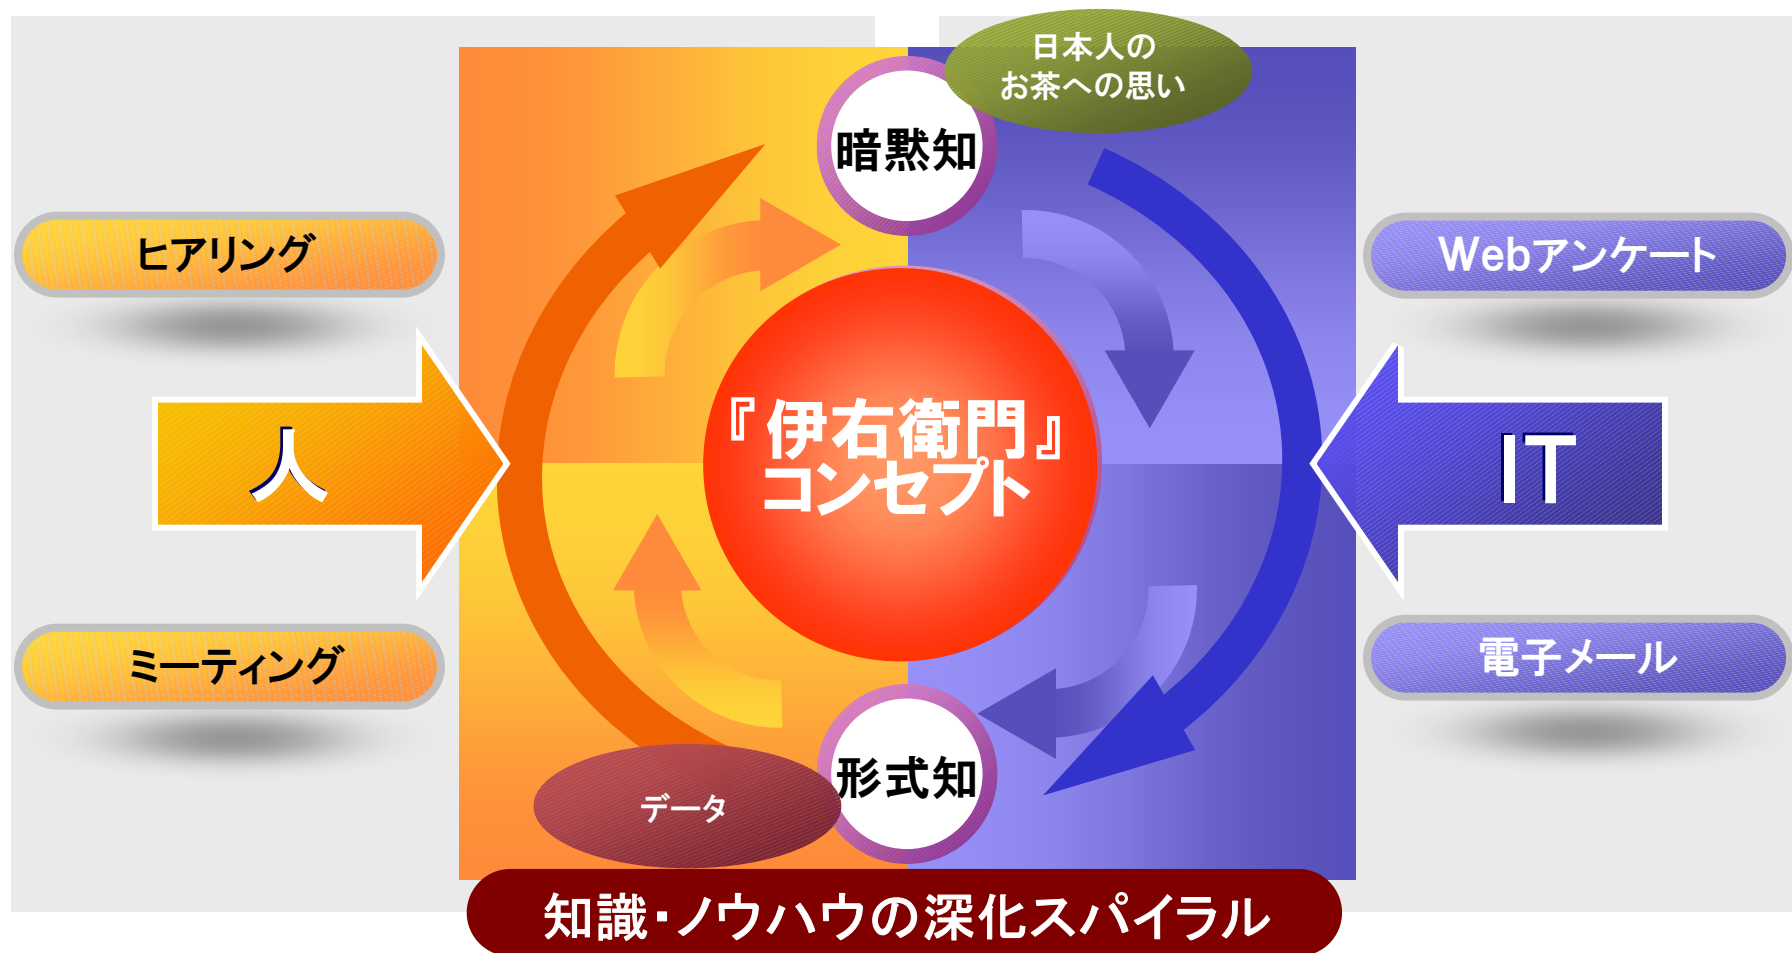 日本人の
お茶への思い
暗黙知
ヒアリング
Webアンケート
『伊右衛門』
コンセプト
人
IT
ミーティング
電子メール
形式知
データ
知識・ノウハウの深化スパイラル